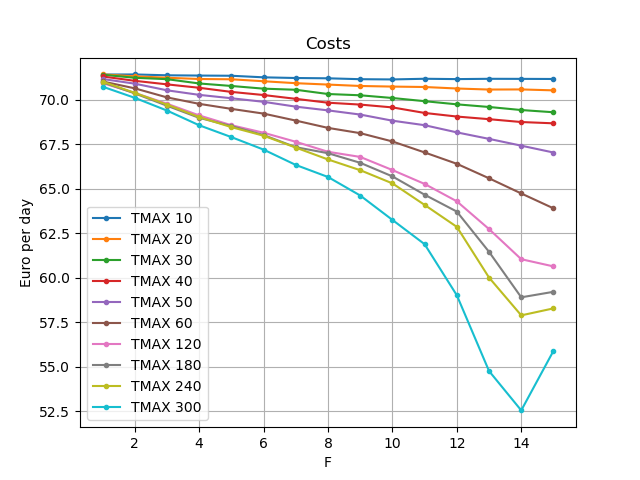 Costs
Euro per day
70.0
67.5
65.0
62.5
60.0
57.5
55.0
52.5
TMAX 10
TMAX 20
TMAX 30
TMAX 40
TMAX 50
TMAX 60
TMAX 120
TMAX 180
TMAX 240
TMAX 300
2 4 6 8 10 12 14
F